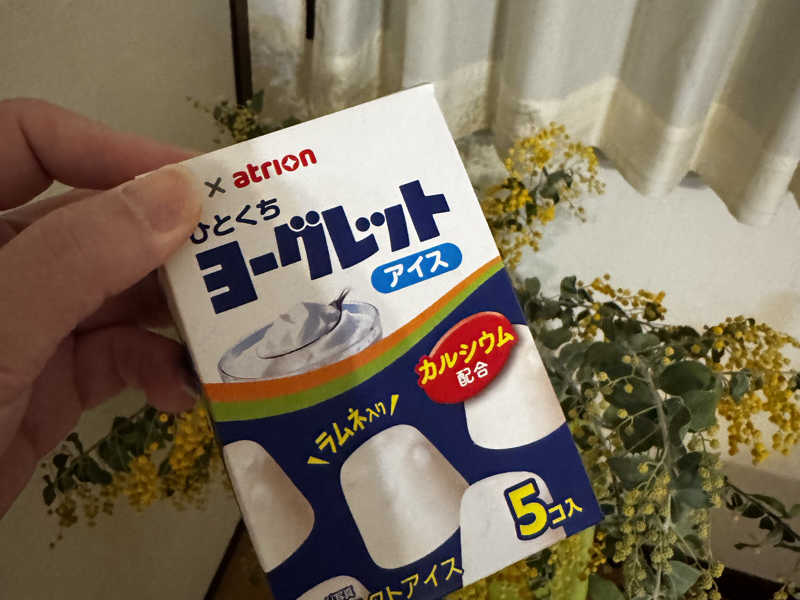 × atrion
ひとくち
ヨーグレット
アイス
カルシウム
配合
ラムネ入り
5コ入
クトアイス